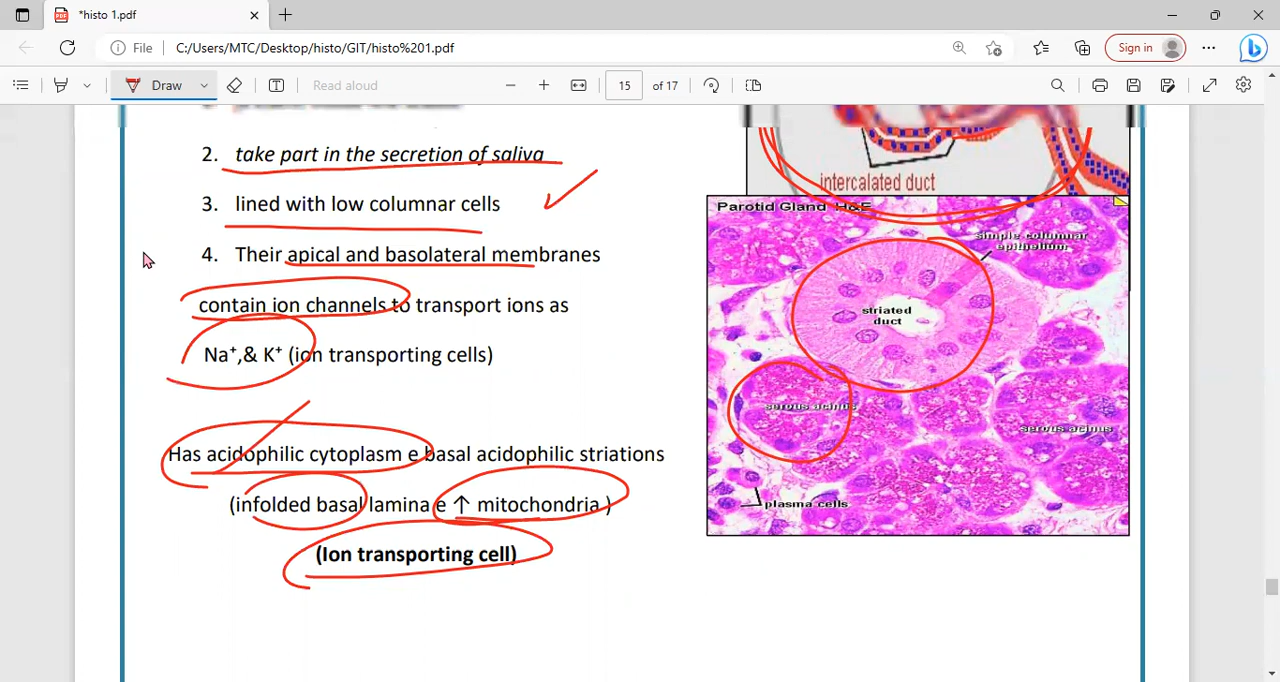 *histo 1.pdf
File
C:/Users/MTC/Desktop/histo/GIT/histo%201.pdf
Sign in
Draw
Read aloud
15
of 17
2. take part in the secretion of saliva
3. lined with low columnar cells
4. Their apical and basolateral membranes
contain ion channels to transport ions as
Na⁺,& K⁺ (ion transporting cells)
Has acidophilic cytoplasm e basal acidophilic striations
(infolded basal lamina e ↑ mitochondria )
(Ion transporting cell)
intercalated duct
Parotid Gland H&E
simple columnar
epithelium
striated
duct
serous acinus
serous acinus
plasma cells